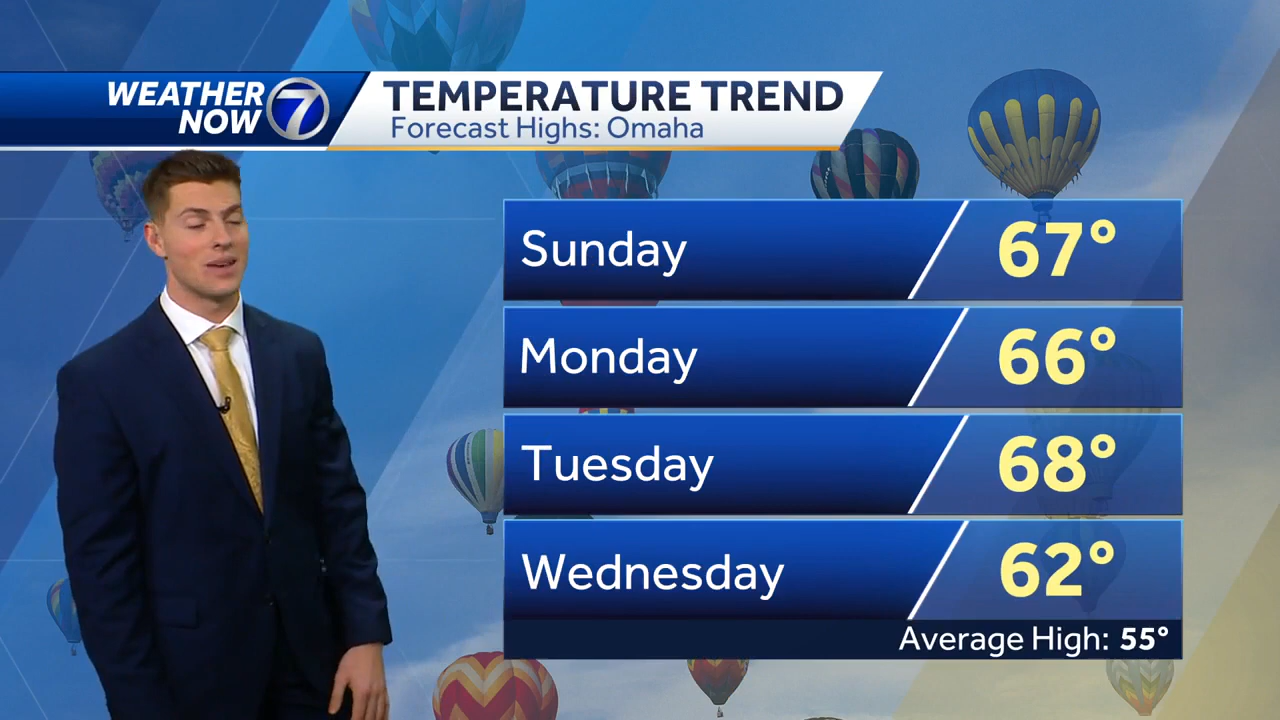 WEATHER
NOW 7
TEMPERATURE TREND
Forecast Highs: Omaha
Sunday 67°
Monday 66°
Tuesday 68°
Wednesday 62°
Average High: 55°